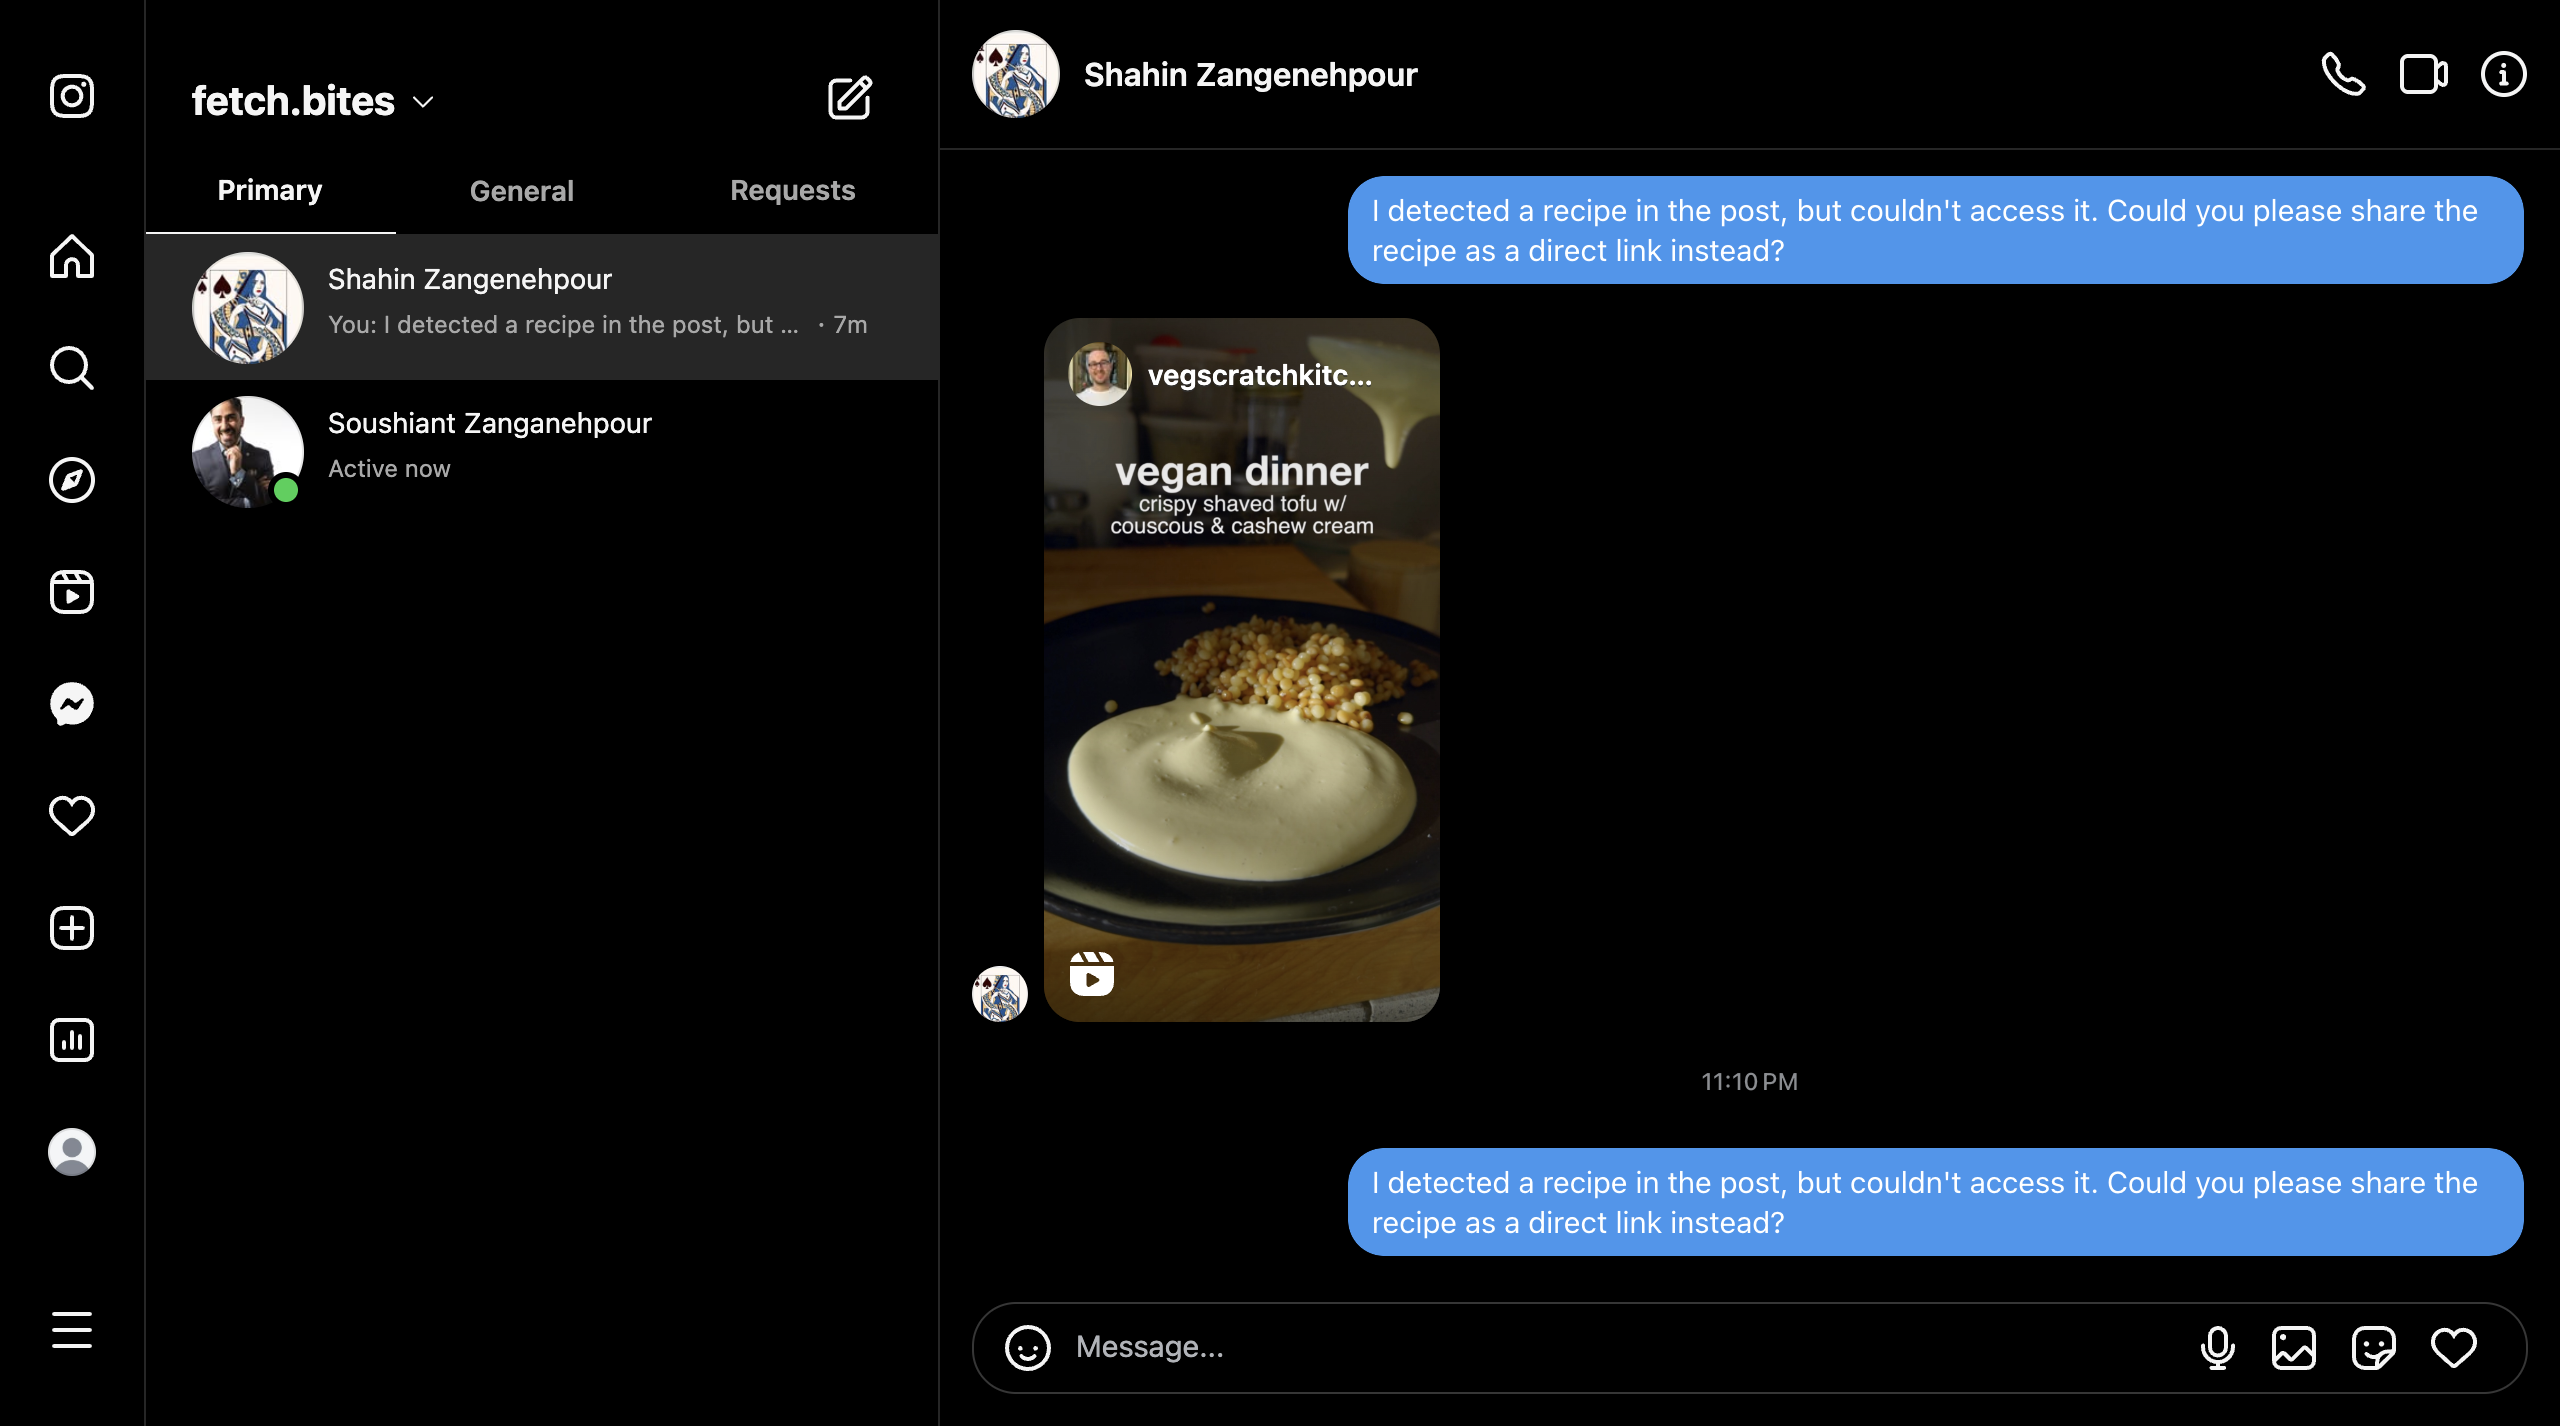 fetch.bites
Primary
General
Requests
Shahin Zangenehpour
You: I detected a recipe in the post, but ... · 7m
Soushiant Zanganehpour
Active now
Shahin Zangenehpour
I detected a recipe in the post, but couldn't access it. Could you please share the
recipe as a direct link instead?
vegscratchkitc...
vegan dinner
crispy shaved tofu w/
couscous & cashew cream
11:10 PM
I detected a recipe in the post, but couldn't access it. Could you please share the
recipe as a direct link instead?
Message...